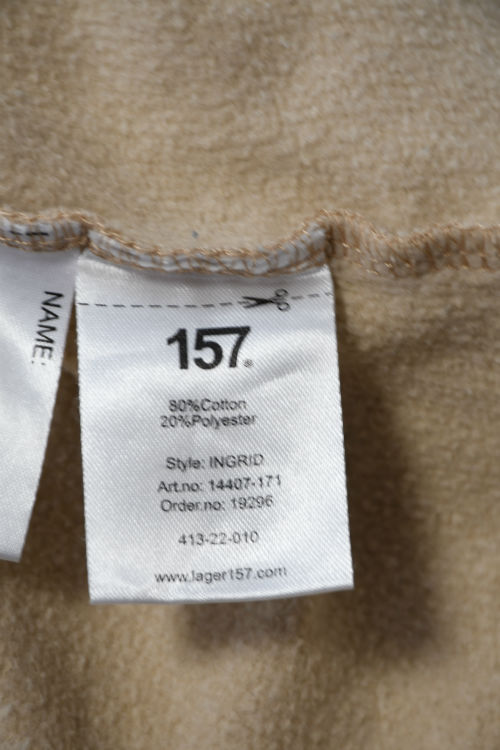 NAME:
157®
80%Cotton
20%Polyester
Style: INGRID
Art.no: 14407-171
Order.no: 19296
413-22-010
www.lager157.com